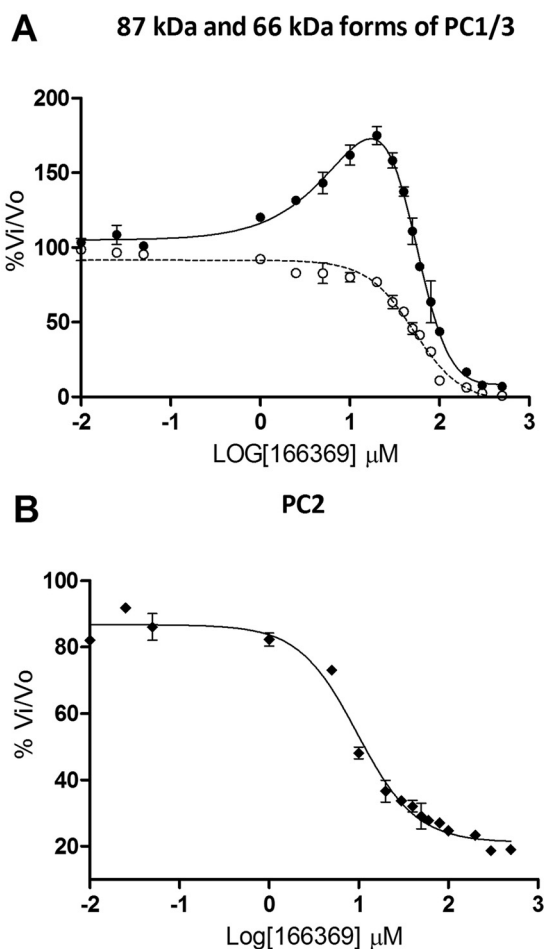 A
87 kDa and 66 kDa forms of PC1/3
200
150
100
50
0
%Vi/Vo
-2
-1
0
1
2
3
LOG[166369] μM
B
PC2
100
80
60
40
20
% Vi/Vo
-2
-1
0
1
2
3
Log[166369] μM